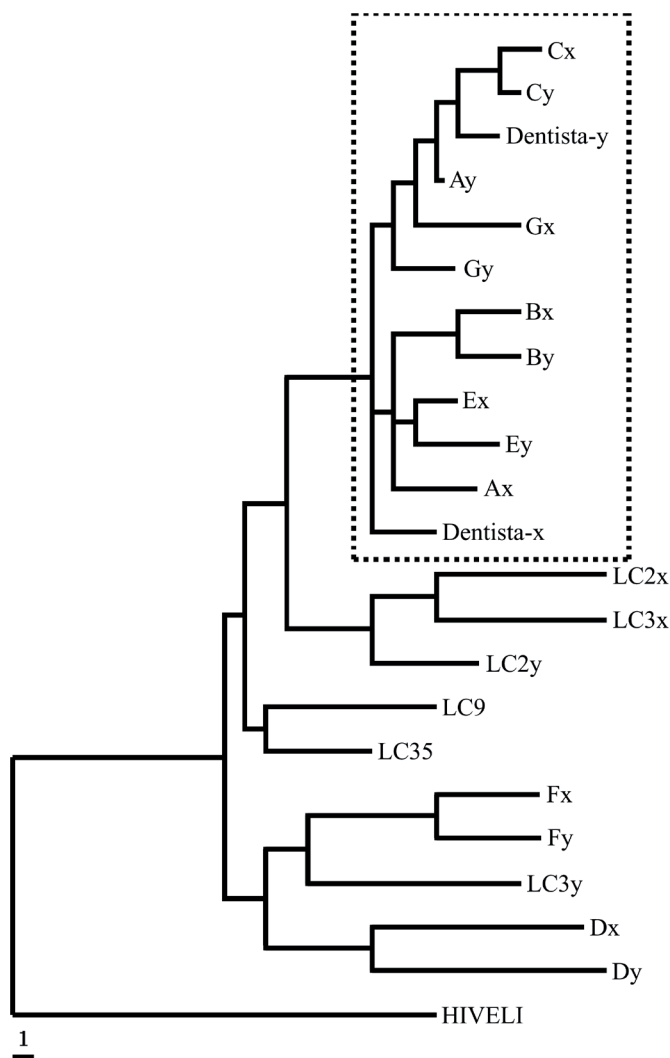 Cx
Cy
Dentista-y
Ay
Gx
Gy
Bx
By
Ex
Ey
Ax
Dentista-x
LC2x
LC3x
LC2y
LC9
LC35
Fx
Fy
LC3y
Dx
Dy
HIVELI
1